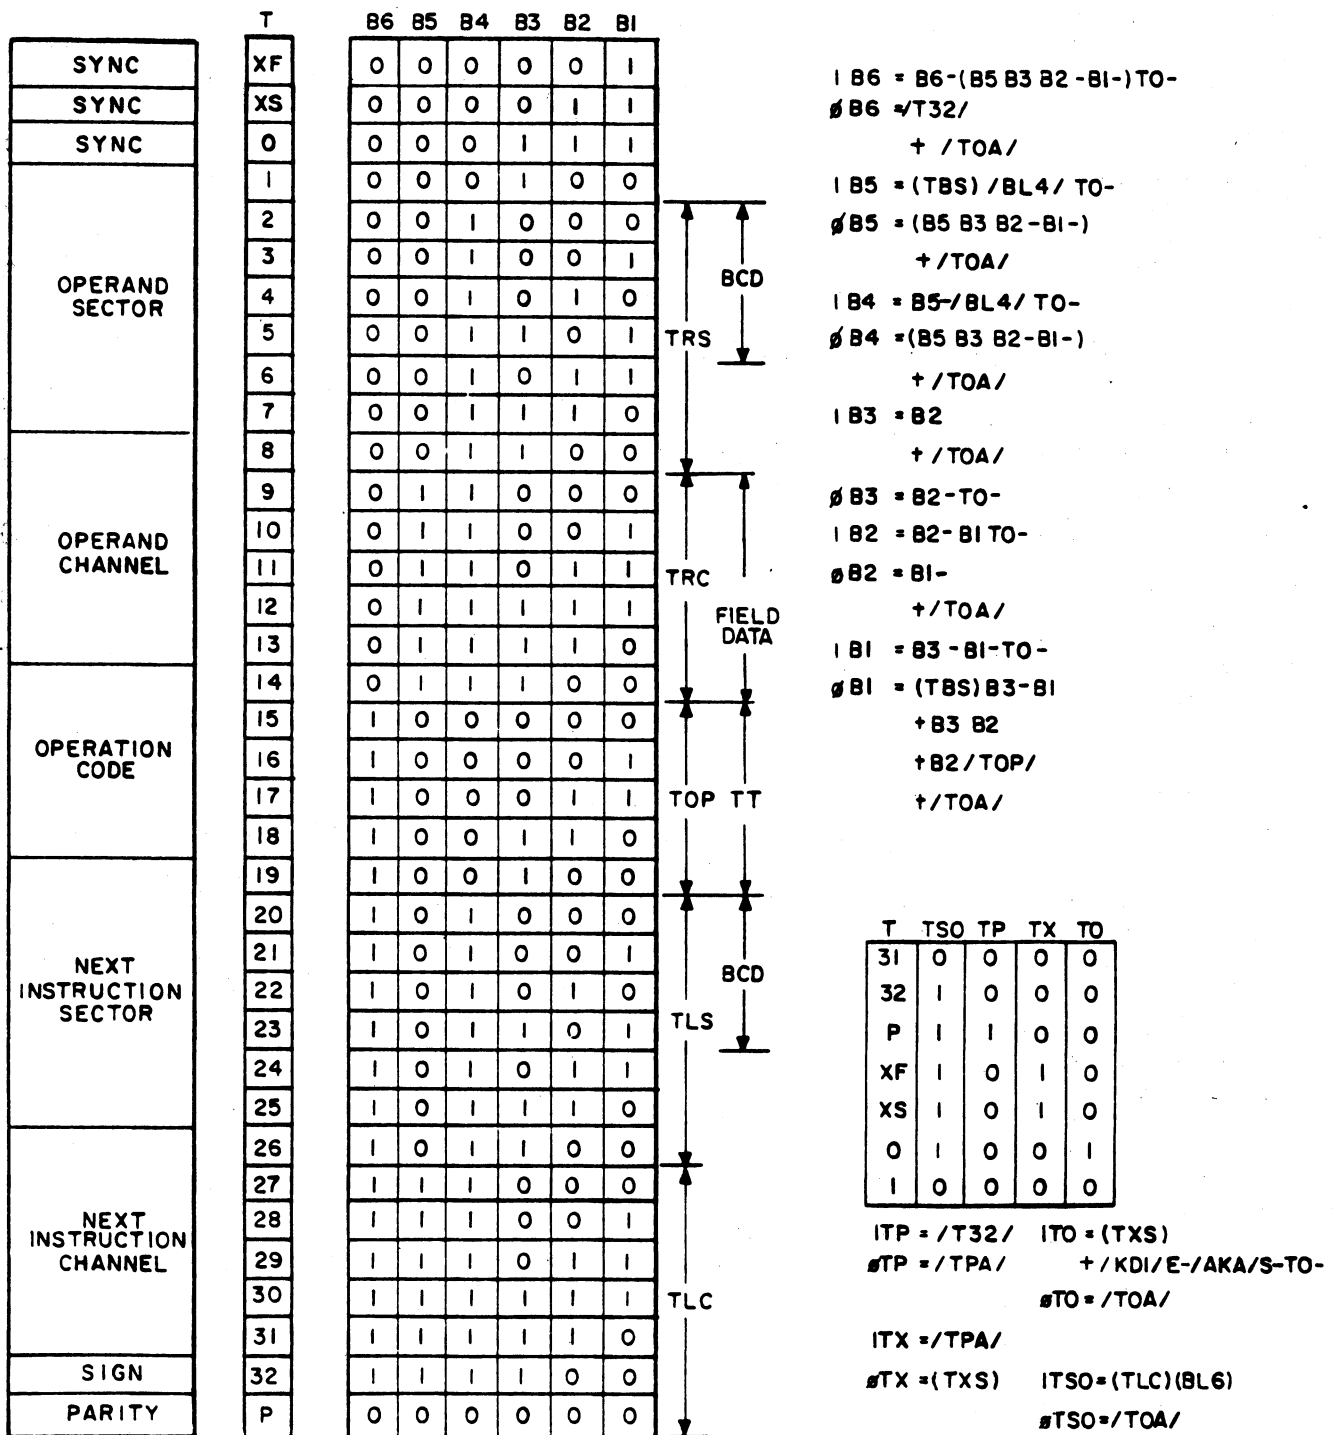 T B6 B5 B4 B3 B2 B1
SYNC XF 0 0 0 0 0 1
SYNC XS 0 0 0 0 1 1
SYNC 0 0 0 0 1 1 1
1 0 0 0 1 0 0
2 0 0 1 0 0 0
3 0 0 1 0 0 1
4 0 0 1 0 1 0
5 0 0 1 1 0 1
6 0 0 1 0 1 1
7 0 0 1 1 1 0
OPERAND
SECTOR
8 0 0 1 1 0 0
9 0 1 1 0 0 0
10 0 1 1 0 0 1
11 0 1 1 0 1 1
12 0 1 1 1 1 1
13 0 1 1 1 1 0
OPERAND
CHANNEL
14 0 1 1 1 0 0
15 1 0 0 0 0 0
16 1 0 0 0 0 1
17 1 0 0 0 1 1
18 1 0 0 1 1 0
OPERATION
CODE
19 1 0 0 1 0 0
20 1 0 1 0 0 0
21 1 0 1 0 0 1
22 1 0 1 0 1 0
23 1 0 1 1 0 1
24 1 0 1 0 1 1
25 1 0 1 1 1 0
NEXT
INSTRUCTION
SECTOR
26 1 0 1 1 0 0
27 1 1 1 0 0 0
28 1 1 1 0 0 1
29 1 1 1 0 1 1
30 1 1 1 1 1 1
31 1 1 1 1 1 0
NEXT
INSTRUCTION
CHANNEL
SIGN 32 1 1 1 1 0 0
PARITY P 0 0 0 0 0 0
BCD
TRS
TRC
FIELD
DATA
TOP TT
BCD
TLS
TLC
1 B6 = B6-(B5 B3 B2-B1-)TO-
ø B6 =/T32/
+ /TOA/
1 B5 = (TBS) /BL4/ TO-
ø B5 = (B5 B3 B2-B1-)
+/TOA/
1 B4 = B5-/BL4/ TO-
ø B4 =(B5 B3 B2-B1-)
+ /TOA/
1 B3 = B2
+ /TOA/
ø B3 = B2-TO-
1 B2 = B2-B1 TO-
ø B2 = B1-
+/TOA/
1 B1 = B3-B1-TO-
ø B1 = (TBS)B3-B1
+B3 B2
+B2/TOP/
+/TOA/
T TSO TP TX TO
31 0 0 0 0
32 1 0 0 0
P 1 1 0 0
XF 1 0 1 0
XS 1 0 1 0
0 1 0 0 1
1 0 0 0 0
1TP = /T32/ 1TO = (TXS)
øTP = /TPA/ +/KDI/E-/AKA/S-TO-
øTO = /TOA/
1TX =/TPA/
øTX =(TXS) 1TSO=(TLC)(BL6)
øTSO=/TOA/